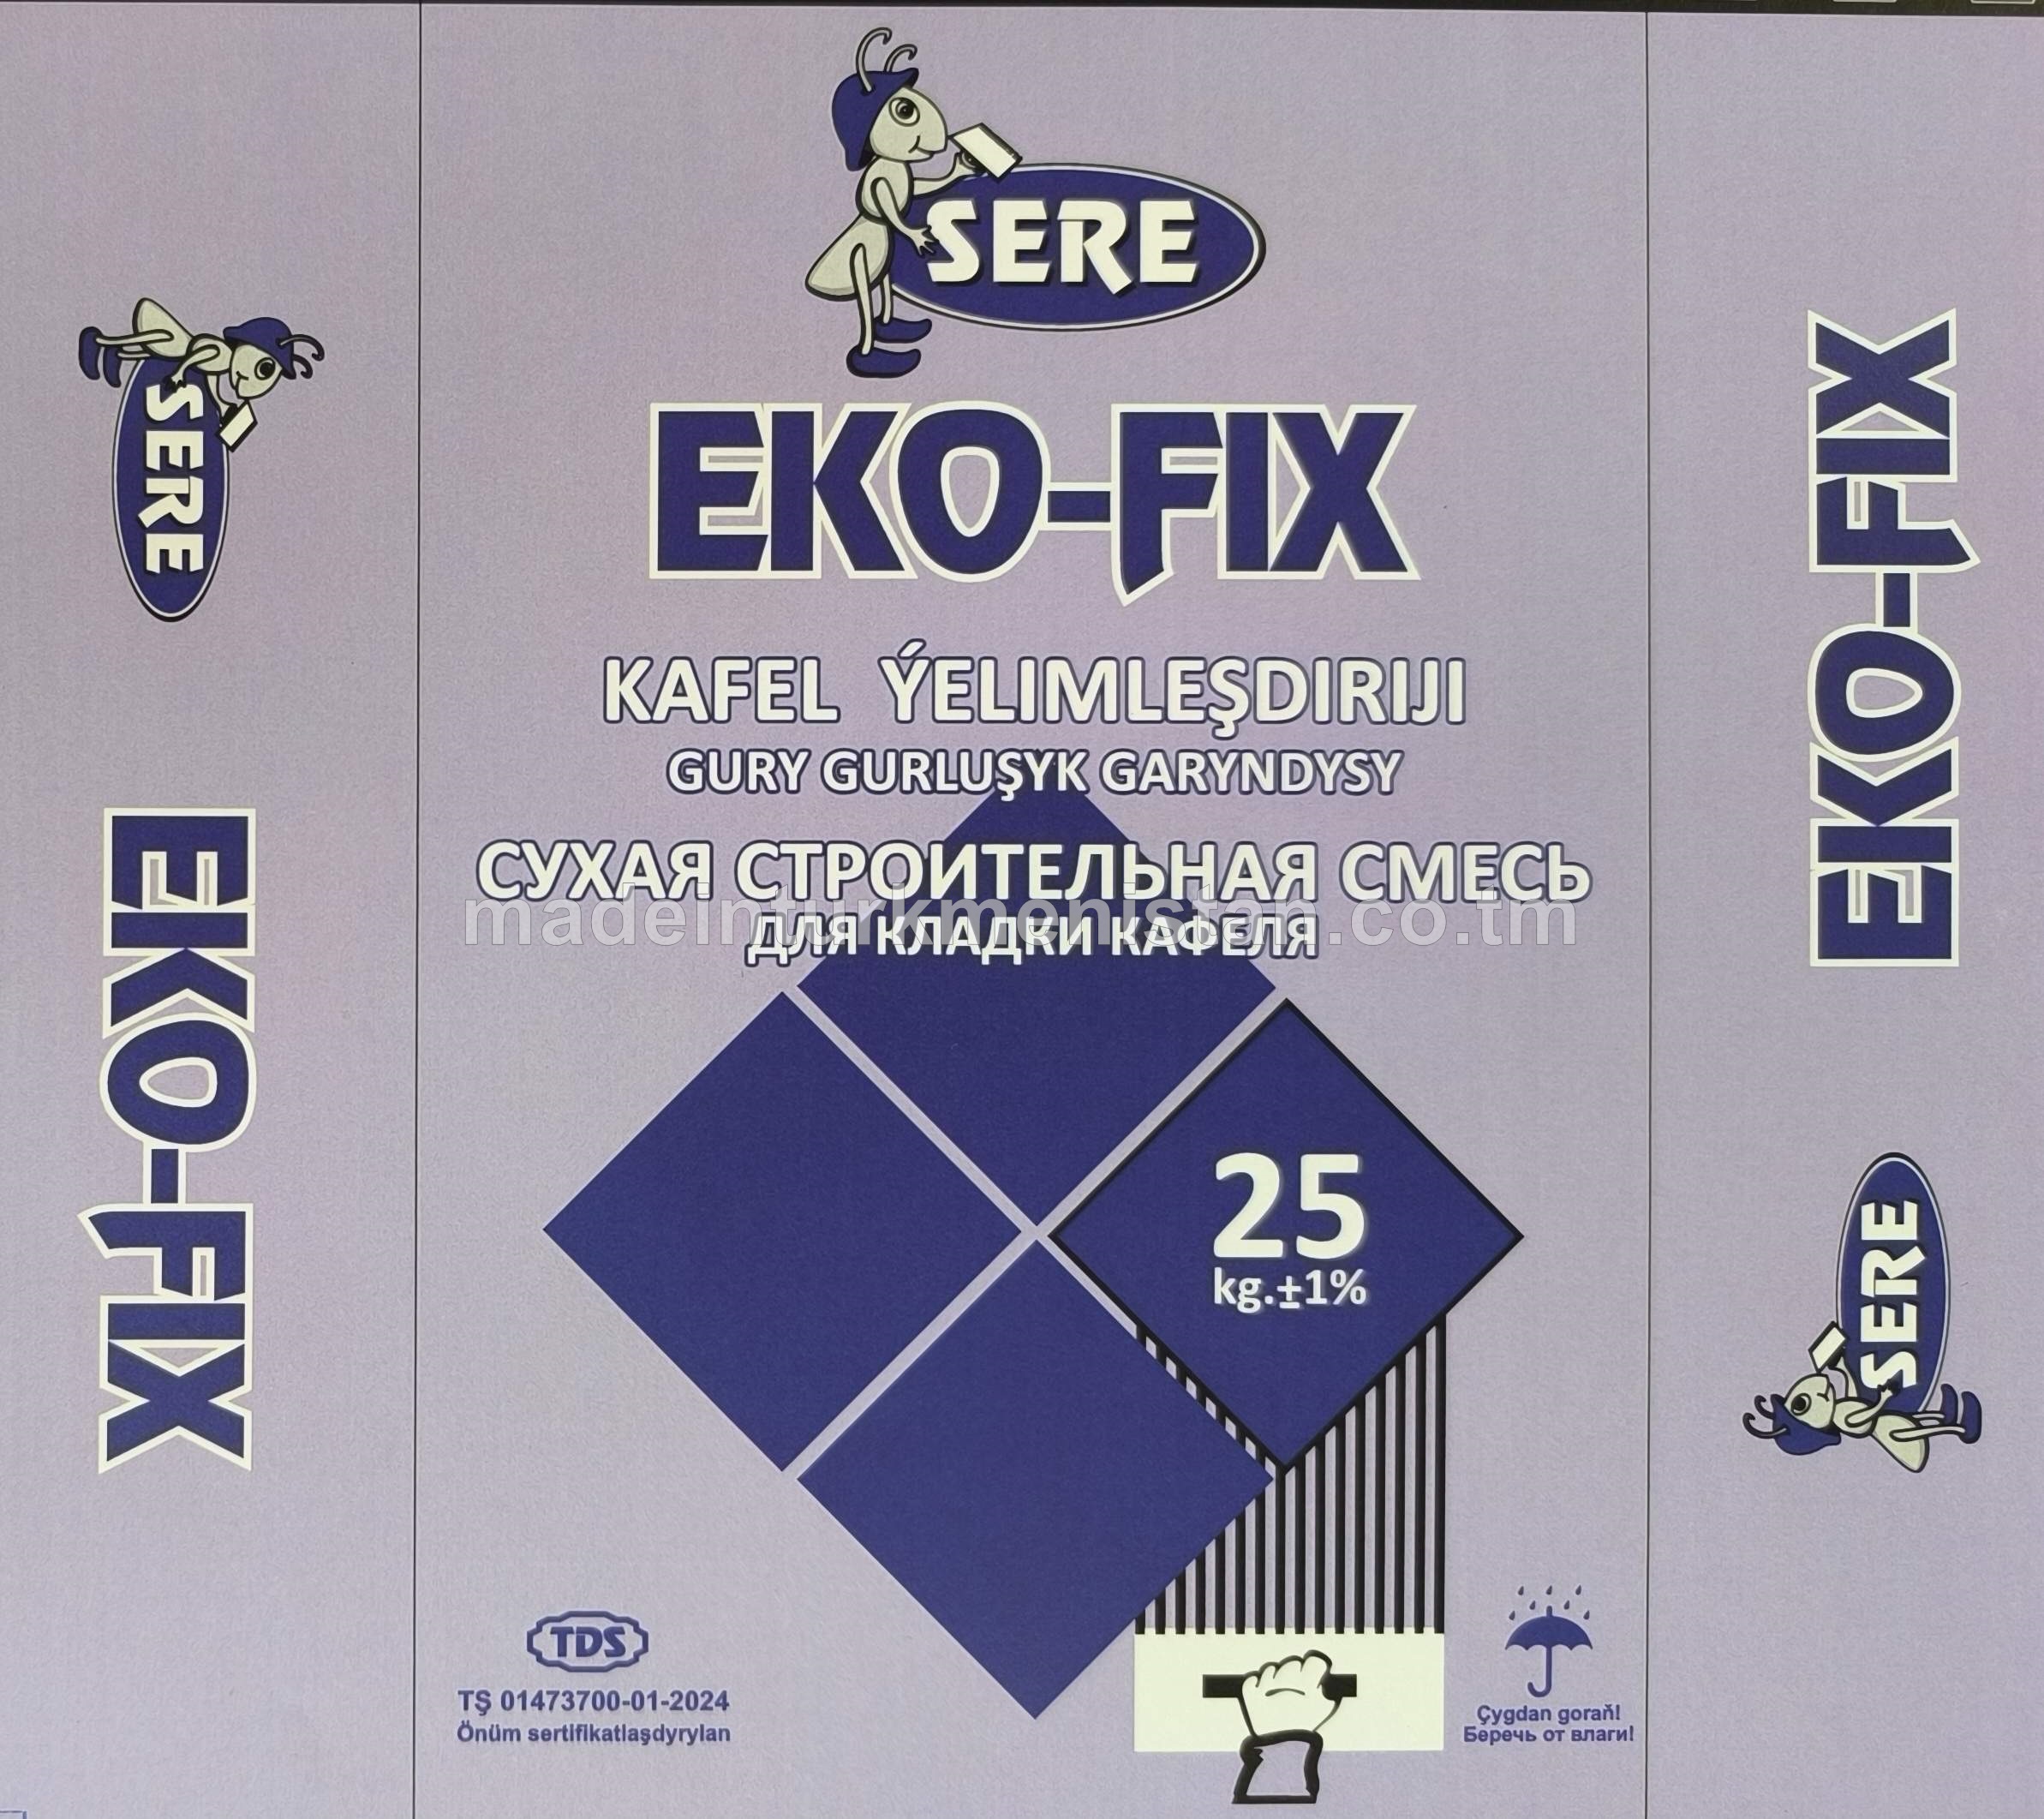 SERE
EKO-FIX
KAFEL ÝELIMLEŞDIRIJI
GURY GURLUŞYK GARYNDYSY
СУХАЯ СТРОИТЕЛЬНАЯ СМЕСЬ
madeinturkmenistan.co.tm
ДЛЯ КЛАДКИ КАФЕЛЯ
25
kg.±1%
TDS
TŞ 01473700-01-2024
Önüm sertifikatlaşdyrylan
Çygdan goraň!
Беречь от влаги!
SERE
EKO-FIX
EKO-FIX
SERE